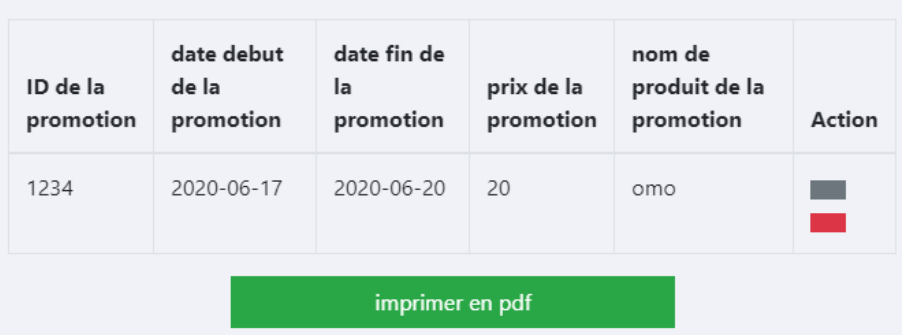 ID de la promotion
date debut de la promotion
date fin de la promotion
prix de la promotion
nom de produit de la promotion
Action
1234
2020-06-17
2020-06-20
20
omo
imprimer en pdf